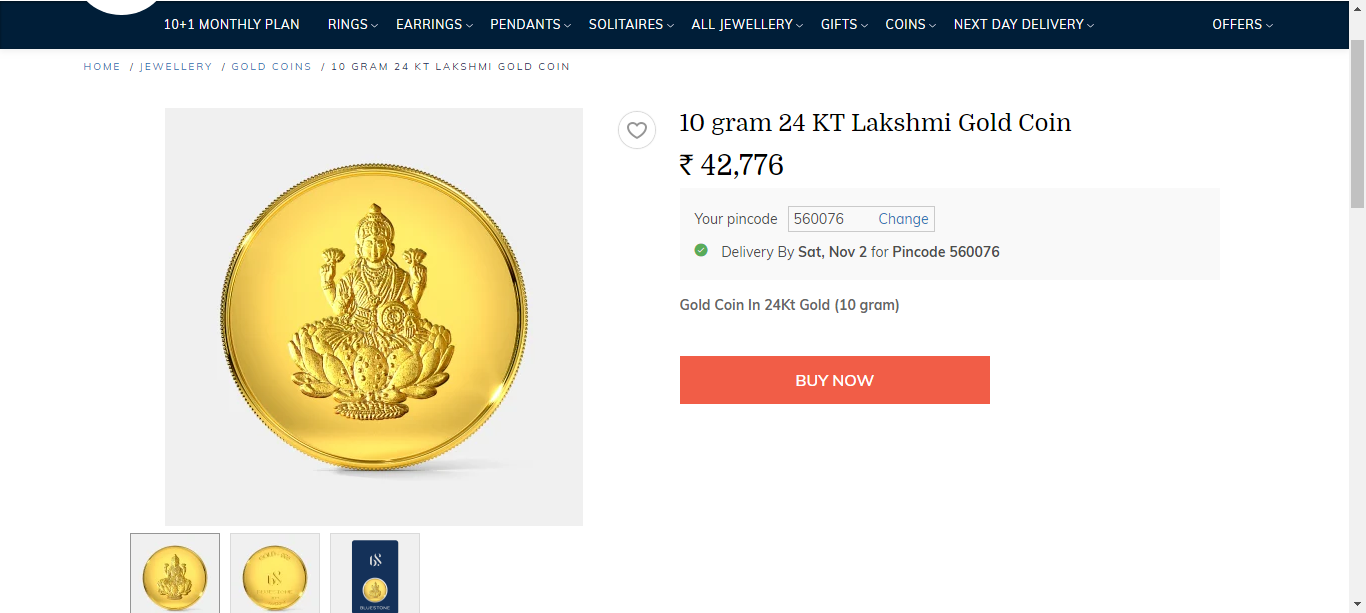 10+1 MONTHLY PLAN RINGS EARRINGS PENDANTS SOLITAIRES ALL JEWELLERY GIFTS COINS NEXT DAY DELIVERY OFFERS
HOME / JEWELLERY / GOLD COINS / 10 GRAM 24 KT LAKSHMI GOLD COIN
10 gram 24 KT Lakshmi Gold Coin
₹ 42,776
Your pincode 560076 Change
Delivery By Sat, Nov 2 for Pincode 560076
Gold Coin In 24Kt Gold (10 gram)
BUY NOW
BLUESTONE